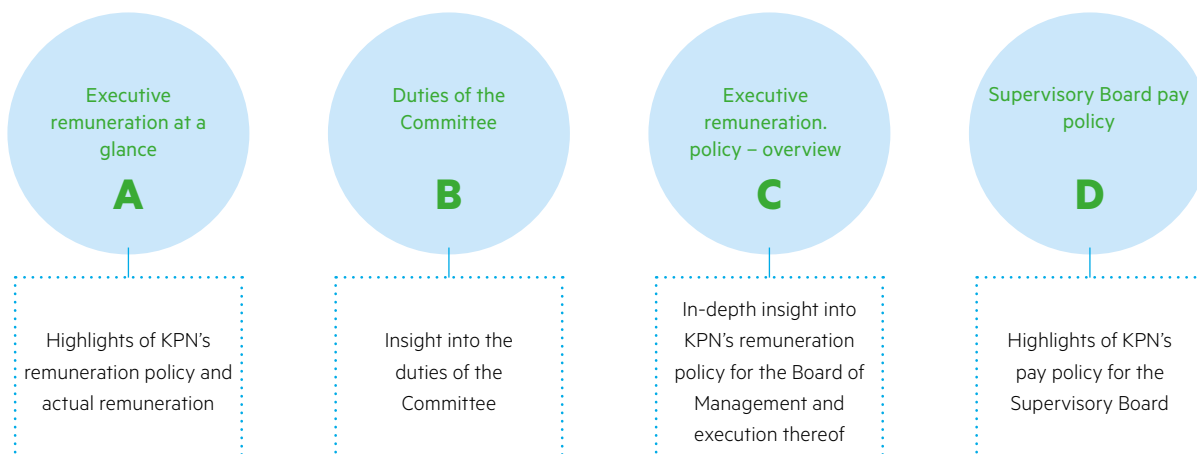 Executive
remuneration at a
glance
A
Highlights of KPN's
remuneration policy and
actual remuneration
Duties of the
Committee
B
Insight into the
duties of the
Committee
Executive
remuneration.
policy – overview
C
In-depth insight into
KPN's remuneration
policy for the Board of
Management and
execution thereof
Supervisory Board pay
policy
D
Highlights of KPN's
pay policy for the
Supervisory Board